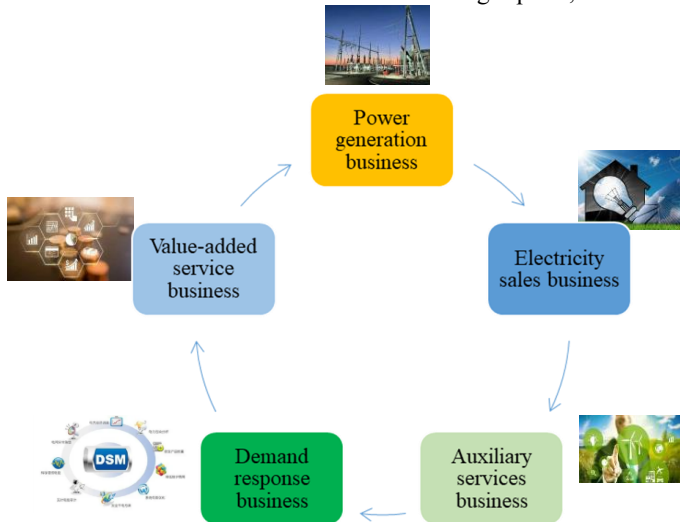 Power
generation
business
Value-added
service
business
Electricity
sales business
DSM
Demand
response
business
Auxiliary
services
business